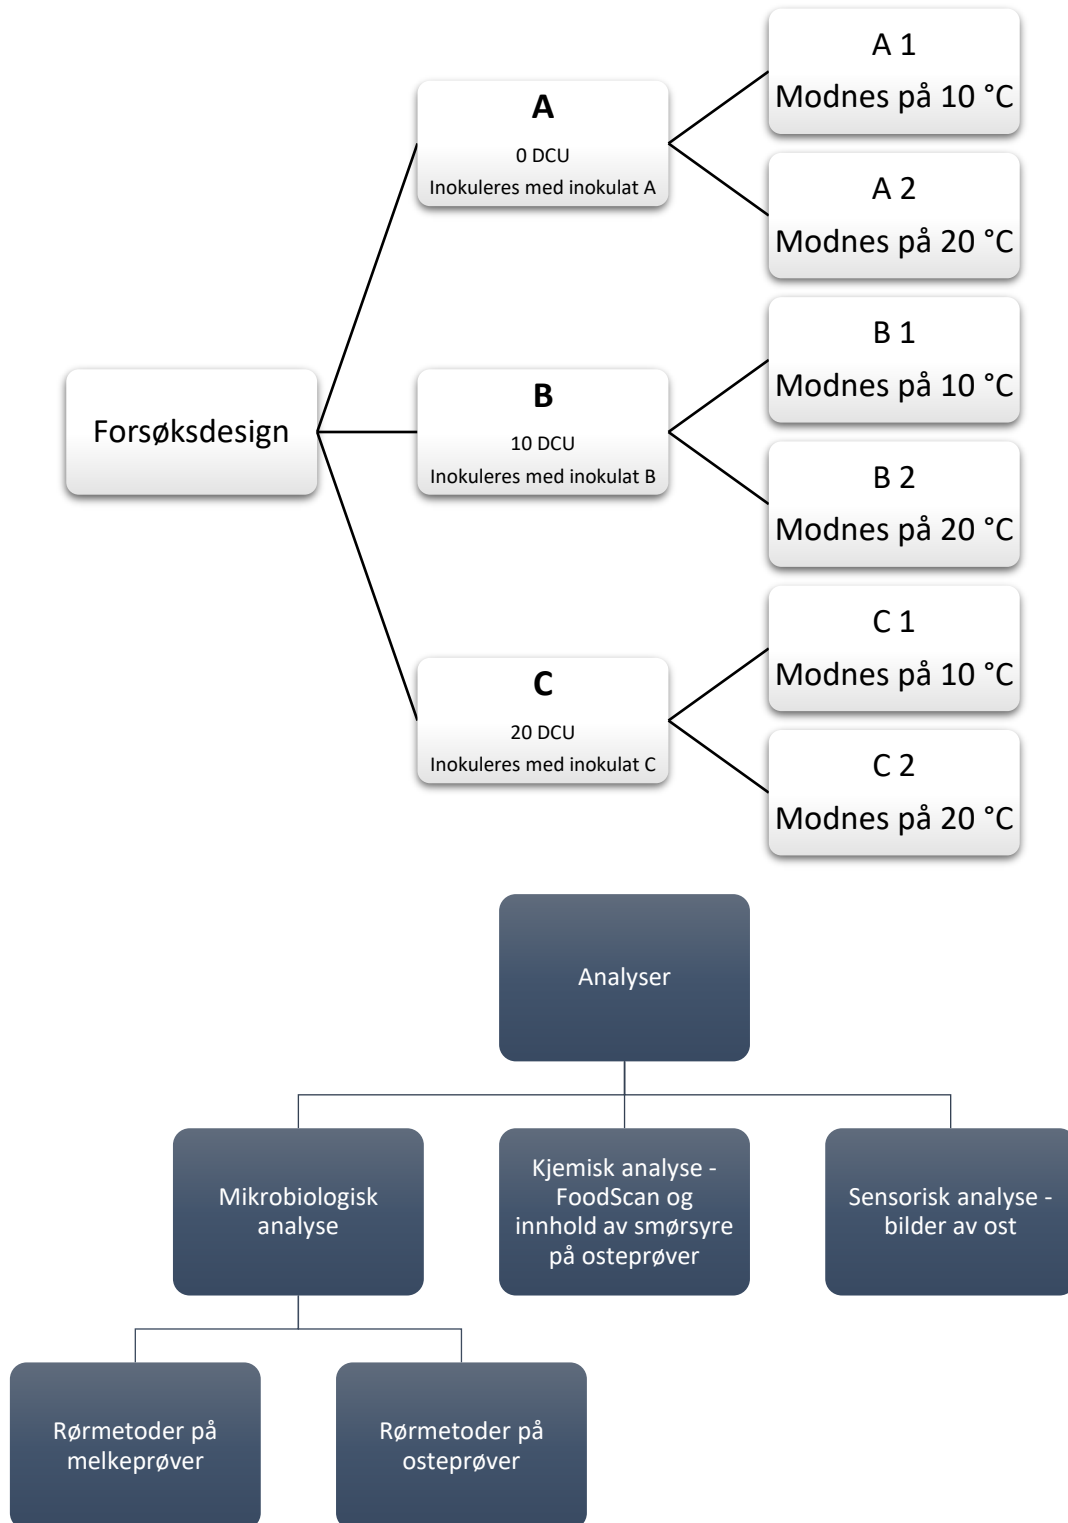 Forsøksdesign
A
0 DCU
Inokuleres med inokulat A
A 1
Modnes på 10 °C
A 2
Modnes på 20 °C
B
10 DCU
Inokuleres med inokulat B
B 1
Modnes på 10 °C
B 2
Modnes på 20 °C
C
20 DCU
Inokuleres med inokulat C
C 1
Modnes på 10 °C
C 2
Modnes på 20 °C
Analyser
Mikrobiologisk
analyse
Kjemisk analyse -
FoodScan og
innhold av smørsyre
på osteprøver
Sensorisk analyse -
bilder av ost
Rørmetoder på
melkeprøver
Rørmetoder på
osteprøver